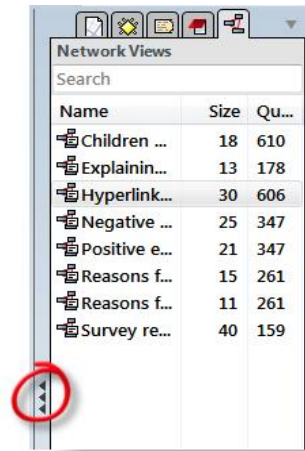 Network Views
Search
Name Size Qu...
Children ... 18 610
Explainin... 13 178
Hyperlink... 30 606
Negative ... 25 347
Positive e... 21 347
Reasons f... 15 261
Reasons f... 11 261
Survey re... 40 159